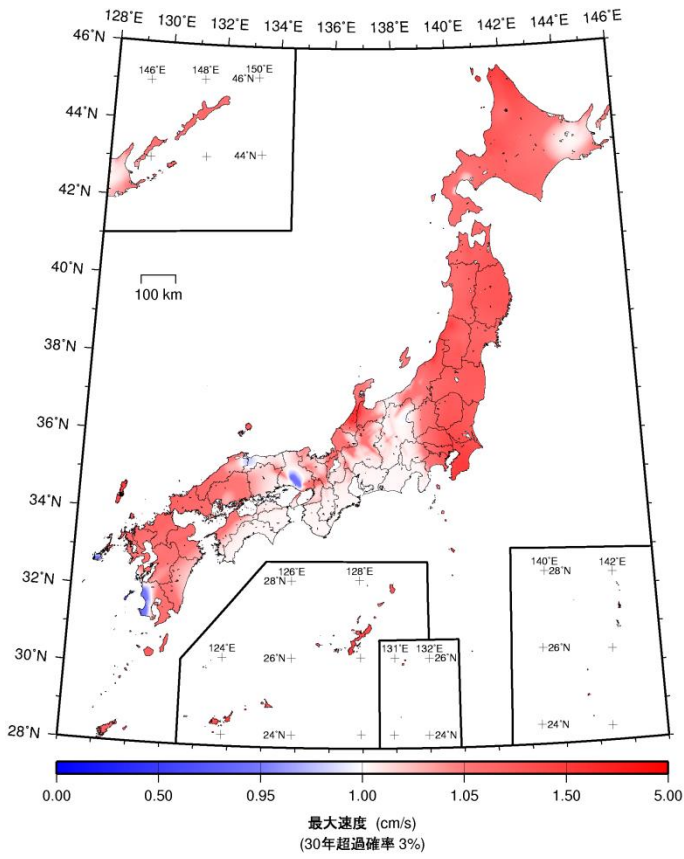 128°E 130°E 132°E 134°E 136°E 138°E 140°E 142°E 144°E 146°E
46°N
146°E 148°E 150°E
46°N
44°N
44°N
42°N
40°N
100 km
38°N
36°N
34°N
32°N
126°E 128°E
28°N
140°E 142°E
28°N
30°N
124°E
26°N
131°E 132°E
26°N
26°N
28°N
24°N
24°N
24°N
0.00 0.50 0.95 1.00 1.05 1.50 5.00
最大速度 (cm/s)
(30年超過確率 3%)